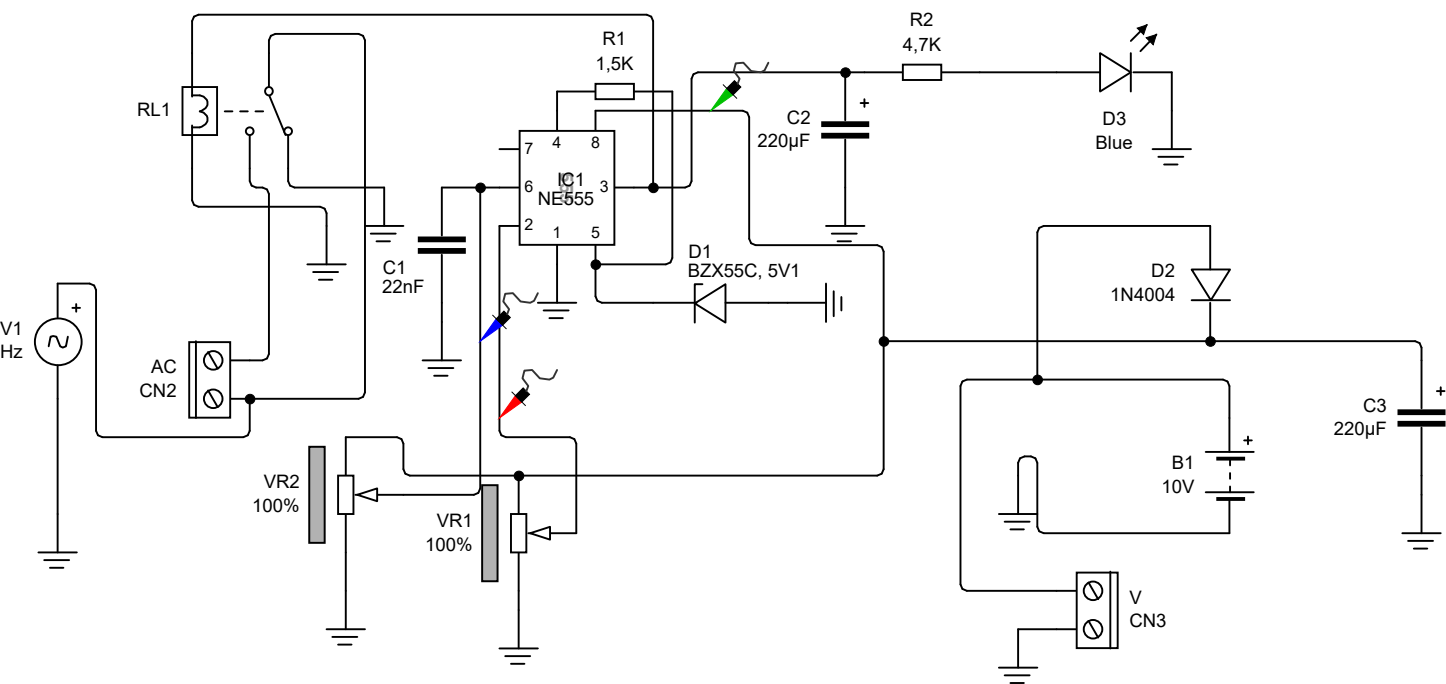 R2
4,7K
R1
1,5K
RL1
C2
220µF
+
D3
Blue
7
4
8
6
IC1
3
NE555
2
1
5
C1
22nF
D1
BZX55C, 5V1
D2
1N4004
V1
Hz
+
AC
CN2
C3
220µF
+
B1
10V
+
VR2
100%
VR1
100%
V
CN3